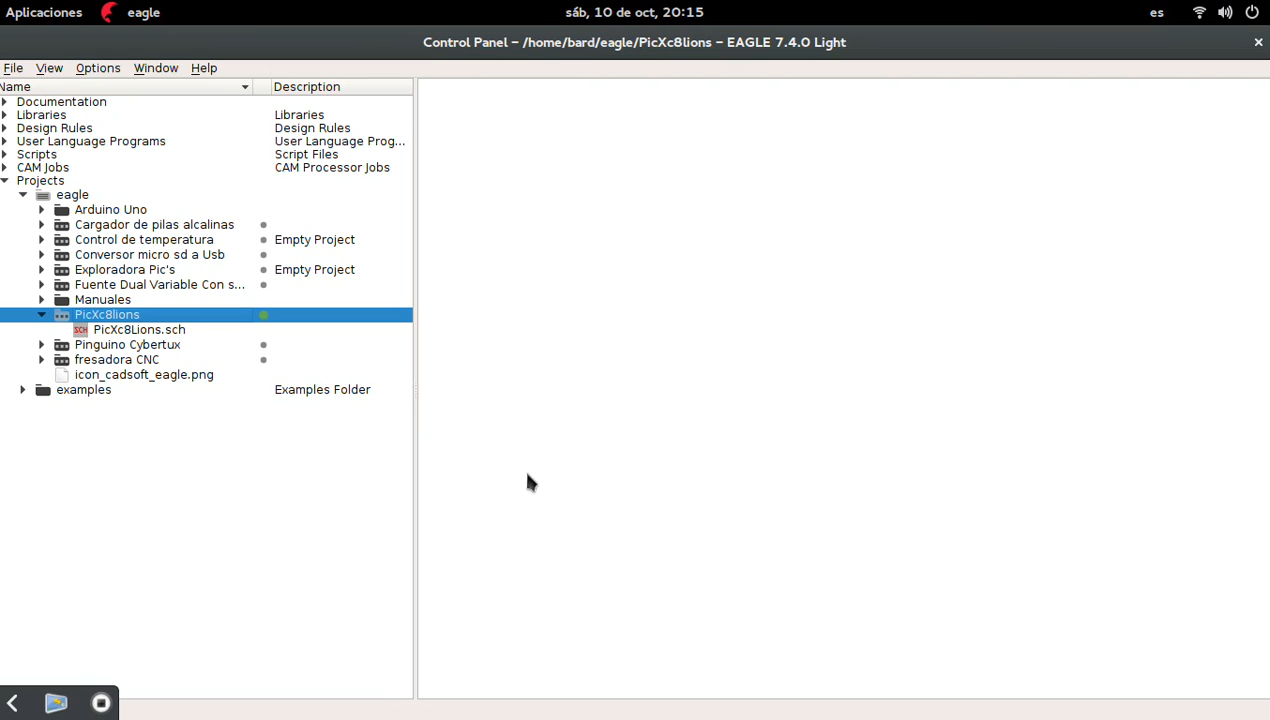 Aplicaciones eagle sáb, 10 de oct, 20:15 es
Control Panel – /home/bard/eagle/PicXc8lions – EAGLE 7.4.0 Light ×
File View Options Window Help
Name Description
Documentation
Libraries Libraries
Design Rules Design Rules
User Language Programs User Language Prog...
Scripts Script Files
CAM Jobs CAM Processor Jobs
Projects
eagle
Arduino Uno
Cargador de pilas alcalinas
Control de temperatura Empty Project
Conversor micro sd a Usb
Exploradora Pic's Empty Project
Fuente Dual Variable Con s...
Manuales
PicXc8lions
SCH PicXc8Lions.sch
Pinguino Cybertux
fresadora CNC
icon_cadsoft_eagle.png
examples Examples Folder